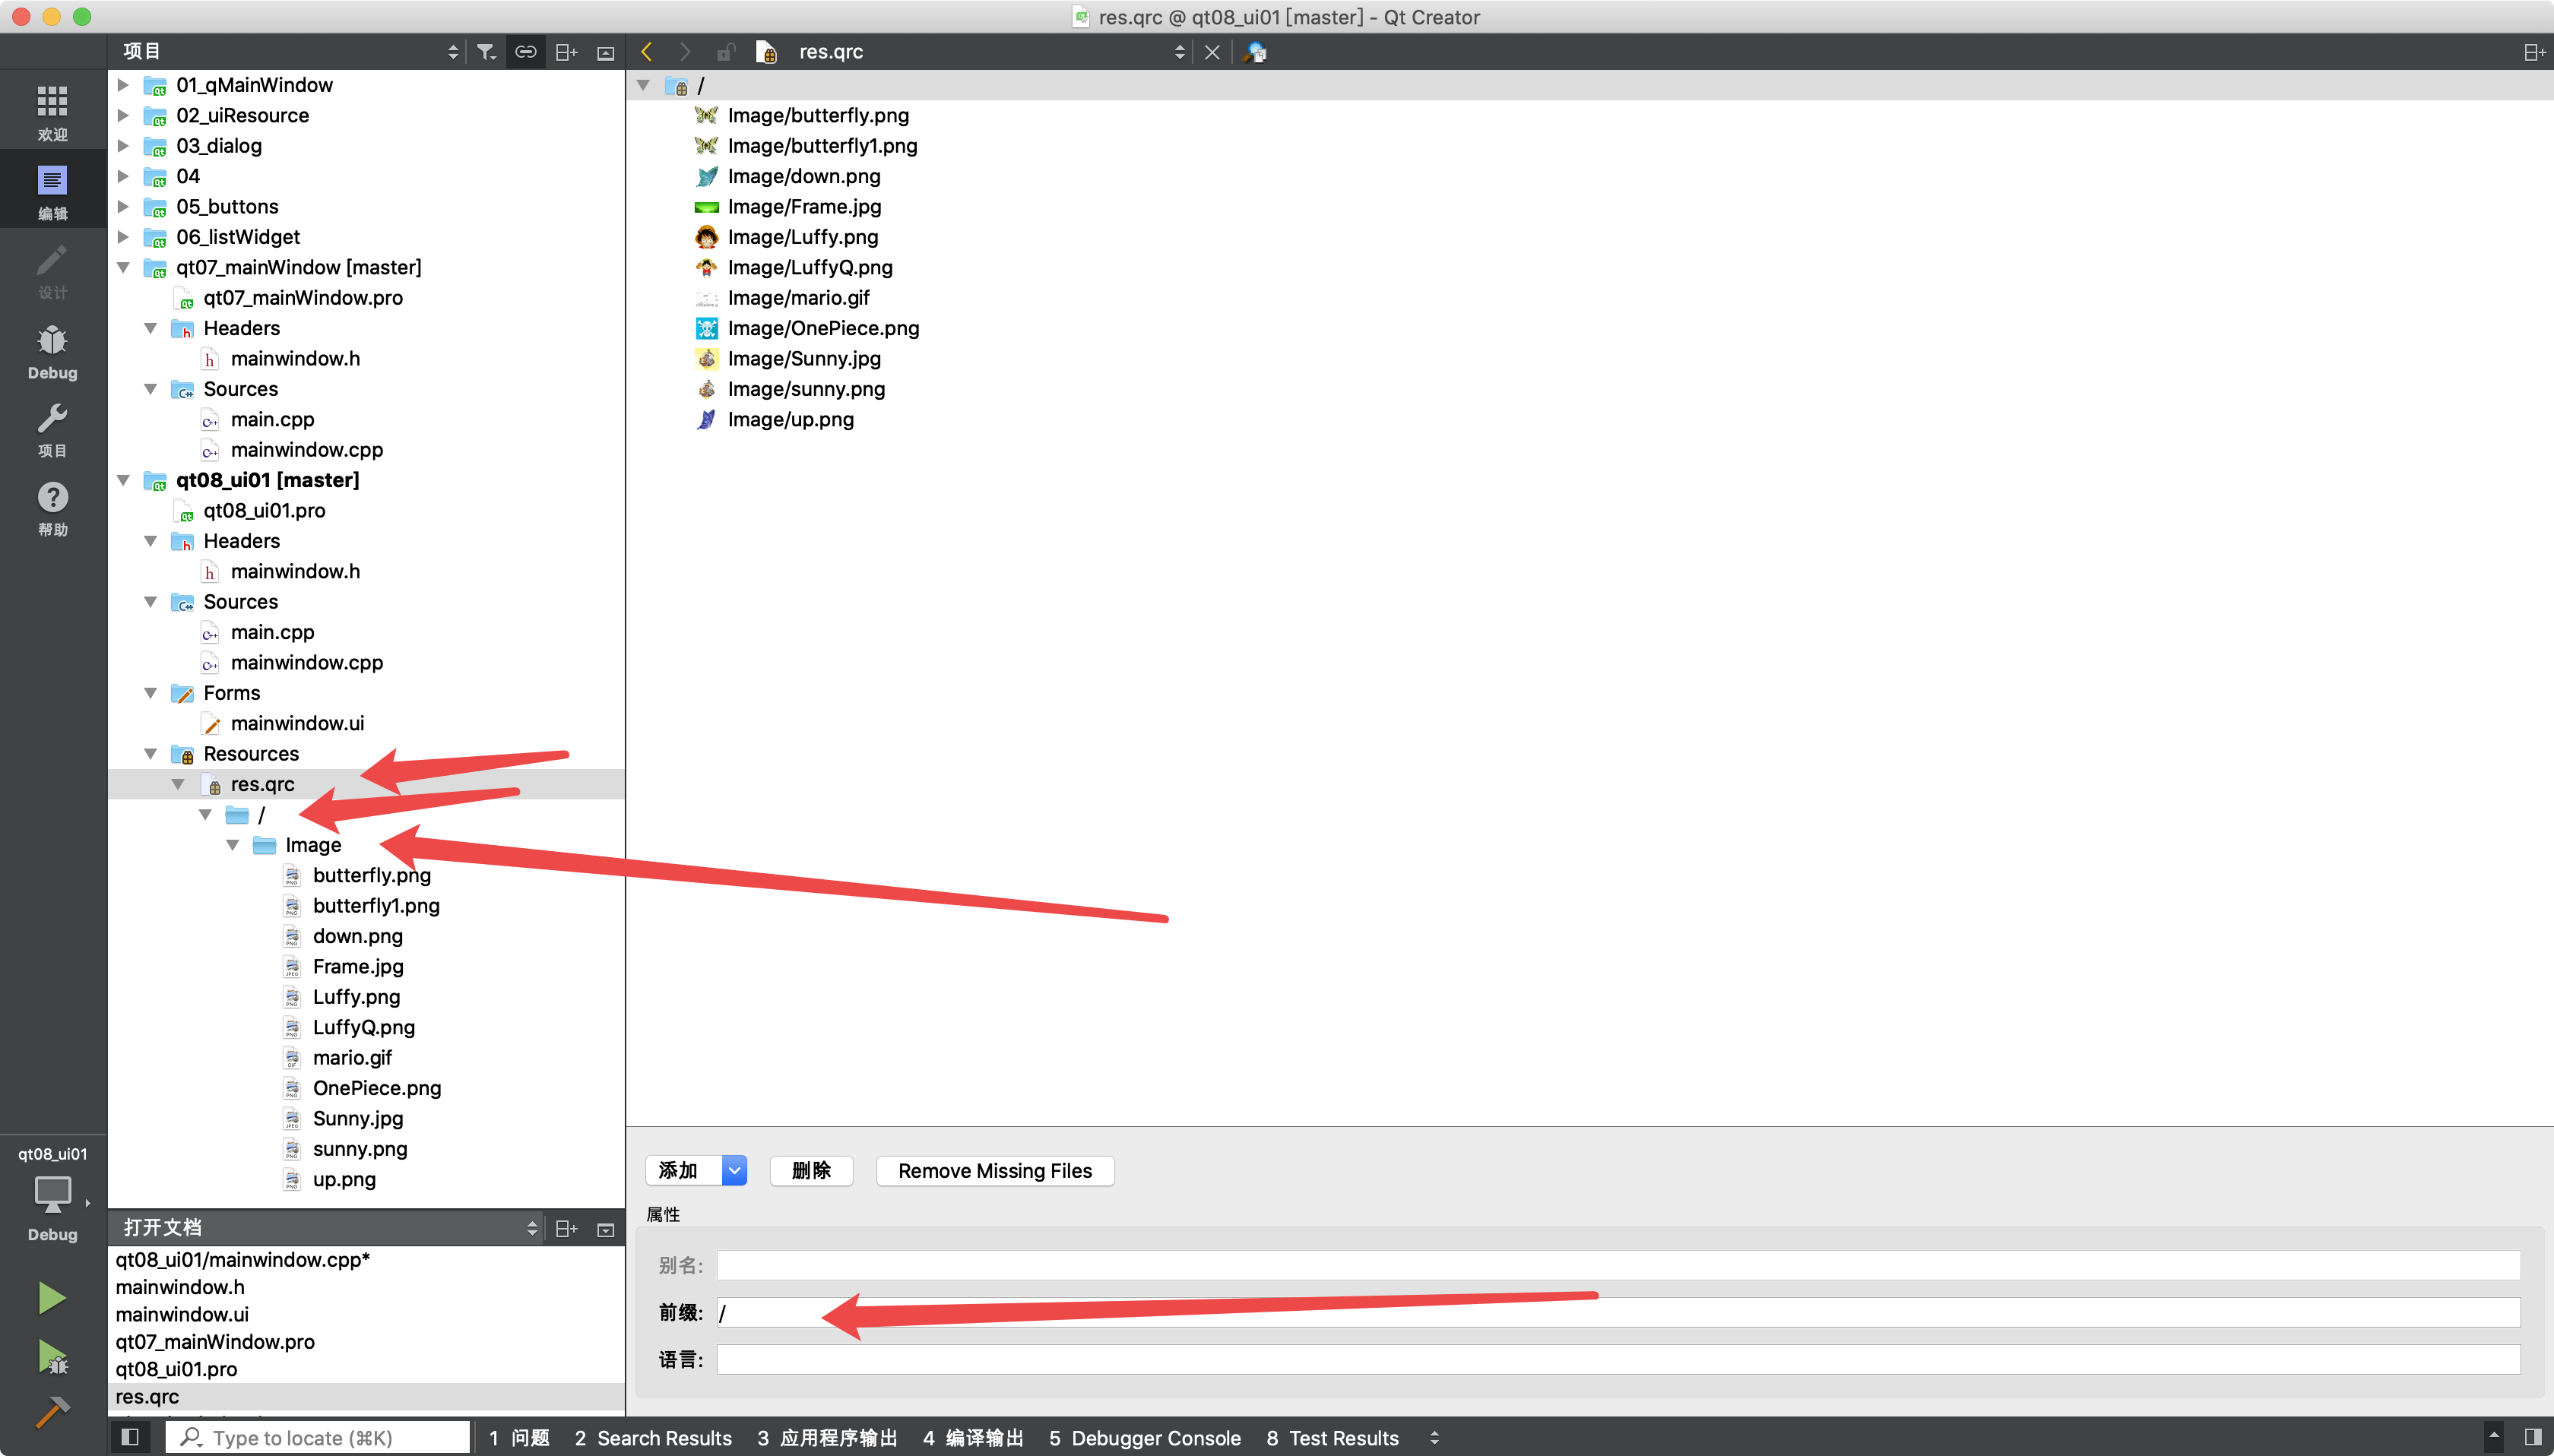 res.qrc @ qt08_ui01 [master] - Qt Creator
项目
res.qrc
欢迎
编辑
设计
Debug
项目
帮助
01_qMainWindow
02_uiResource
03_dialog
04
05_buttons
06_listWidget
qt07_mainWindow [master]
qt07_mainWindow.pro
Headers
mainwindow.h
Sources
main.cpp
mainwindow.cpp
qt08_ui01 [master]
qt08_ui01.pro
Headers
mainwindow.h
Sources
main.cpp
mainwindow.cpp
Forms
mainwindow.ui
Resources
res.qrc
/
Image
butterfly.png
butterfly1.png
down.png
Frame.jpg
Luffy.png
LuffyQ.png
mario.gif
OnePiece.png
Sunny.jpg
sunny.png
up.png
/
Image/butterfly.png
Image/butterfly1.png
Image/down.png
Image/Frame.jpg
Image/Luffy.png
Image/LuffyQ.png
Image/mario.gif
Image/OnePiece.png
Image/Sunny.jpg
Image/sunny.png
Image/up.png
添加 删除 Remove Missing Files
属性
别名:
前缀: /
语言:
qt08_ui01
Debug
打开文档
qt08_ui01/mainwindow.cpp*
mainwindow.h
mainwindow.ui
qt07_mainWindow.pro
qt08_ui01.pro
res.qrc
Type to locate (⌘K) 1 问题 2 Search Results 3 应用程序输出 4 编译输出 5 Debugger Console 8 Test Results